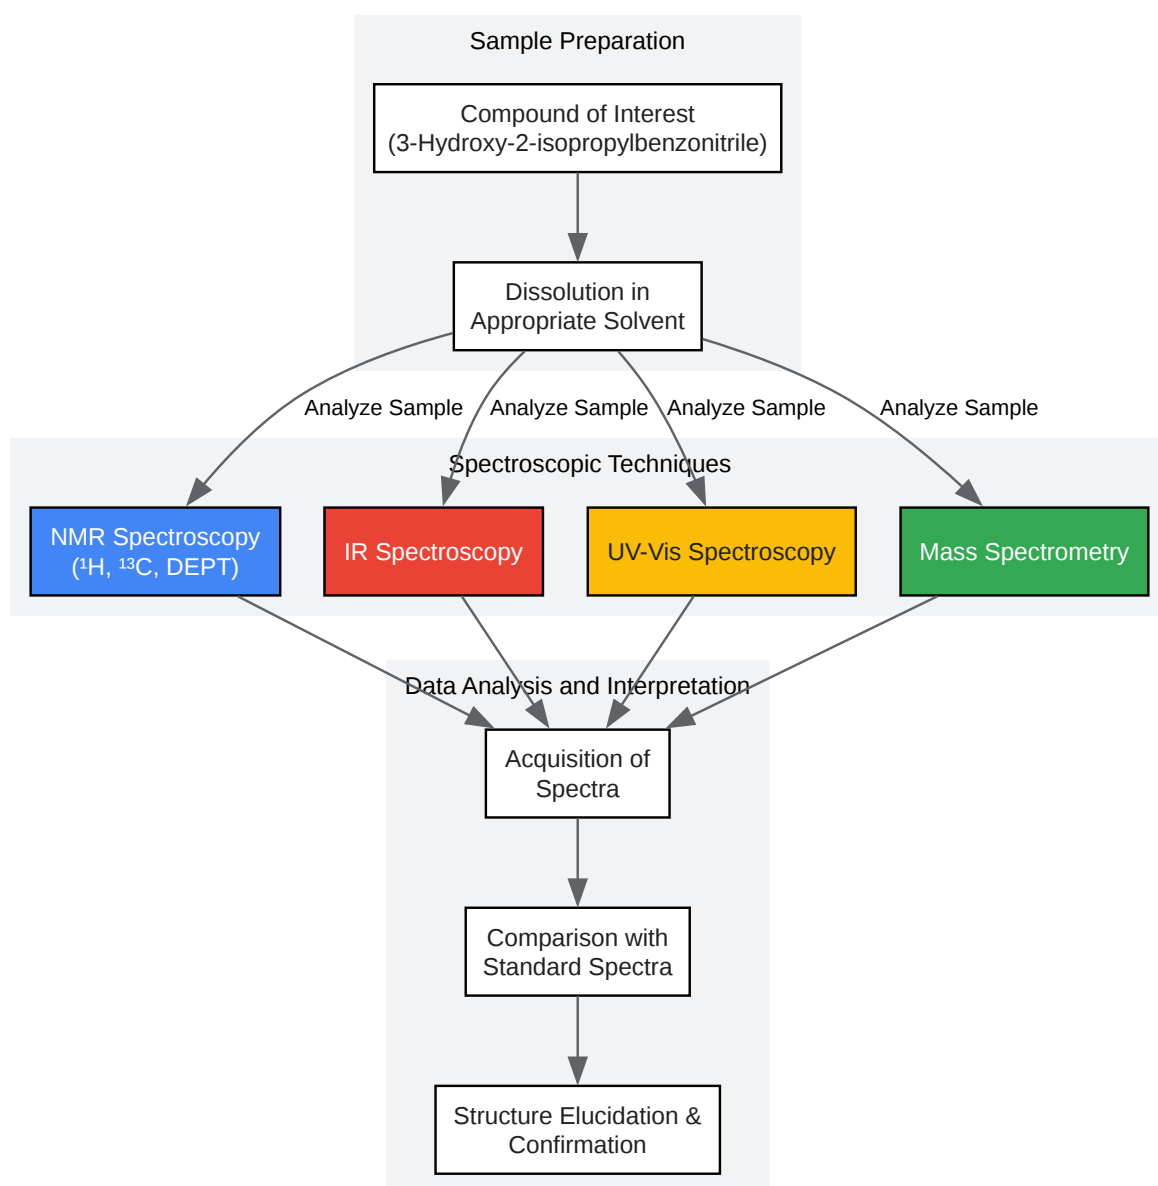 Sample Preparation
Compound of Interest
(3-Hydroxy-2-isopropylbenzonitrile)
Dissolution in
Appropriate Solvent
Analyze Sample
Analyze Sample
Analyze Sample
Analyze Sample
Spectroscopic Techniques
NMR Spectroscopy
(¹H, ¹³C, DEPT)
IR Spectroscopy
UV-Vis Spectroscopy
Mass Spectrometry
Data Analysis and Interpretation
Acquisition of
Spectra
Comparison with
Standard Spectra
Structure Elucidation &
Confirmation